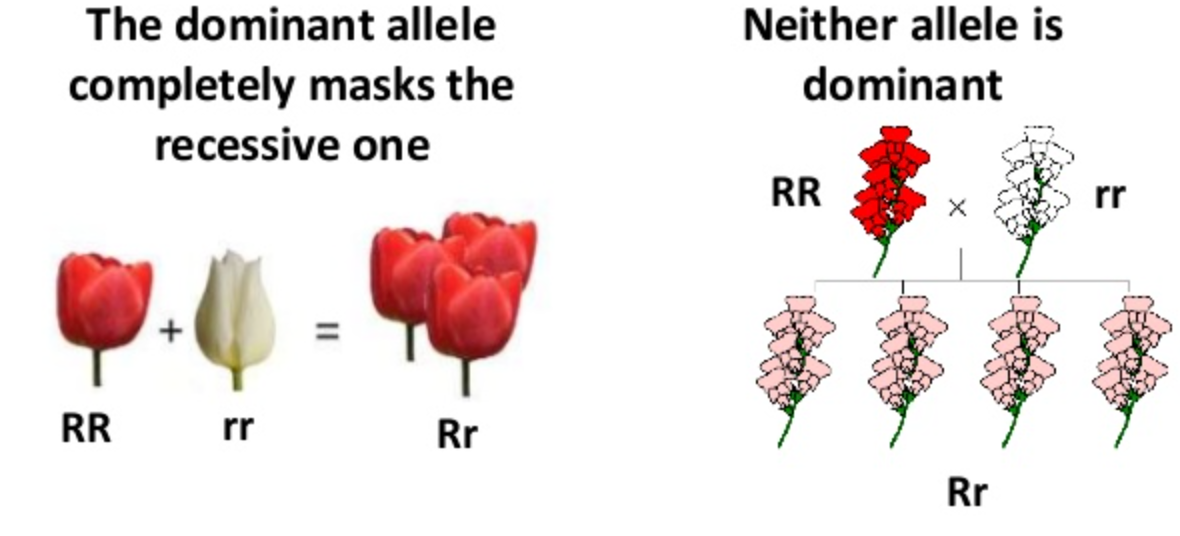 The dominant allele
completely masks the
recessive one
+
=
RR
rr
Rr
Neither allele is
dominant
RR
×
rr
Rr